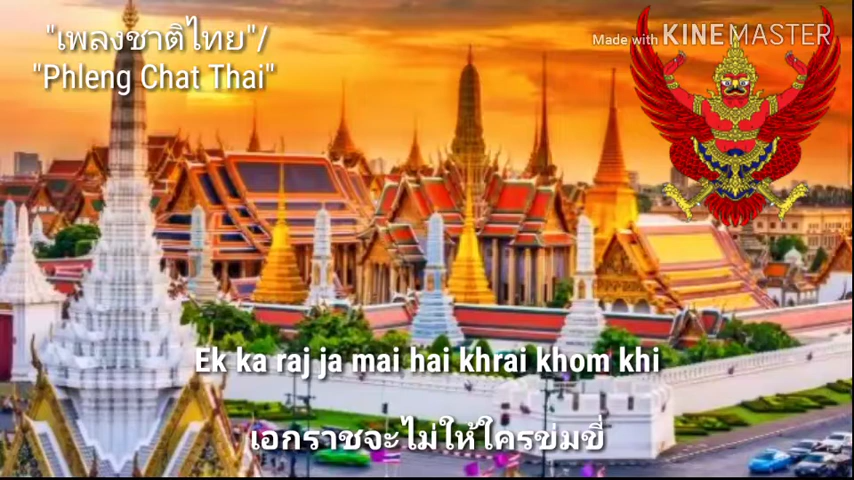 "เพลงชาติไทย"/
"Phleng Chat Thai"
Made with KINEMASTER
Ek ka raj ja mai hai khrai khom khi
เอกราชจะไม่ให้ใครข่มขี่